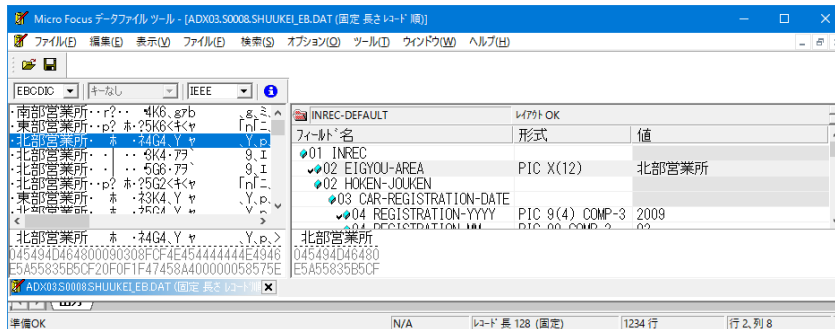 Micro Focus データファイル ツール - [ADX03.S0008.SHUUKEI_EB.DAT (固定 長さ ﾚｺｰﾄﾞ 順)]
ファイル(F) 編集(E) 表示(V) ファイル(F) 検索(S) オプション(O) ツール(T) ウィンドウ(W) ヘルプ(H)
EBCDIC キーなし IEEE
南部営業所
東部営業所
北部営業所
北部営業所
北部営業所
北部営業所
東部営業所
北部営業所
INREC-DEFAULT ﾚｲｱｳﾄ OK
ﾌｨｰﾙﾄﾞ名 形式 値
01 INREC
02 EIGYOU-AREA PIC X(12) 北部営業所
02 HOKEN-JOUKEN
03 CAR-REGISTRATION-DATE
04 REGISTRATION-YYYY PIC 9(4) COMP-3 2009
北部営業所 北部営業所
045494D464800090308FCF4E454444444E4946 045494D46480
E5A55835B5CF20F0F1F47458A400000058575E E5A55835B5CF
ADX03.S0008.SHUUKEI_EB.DAT (固定 長さ ﾚｺｰﾄﾞ 順)
準備OK N/A ﾚｺｰﾄﾞ長 128 (固定) 1234 行 行 2、列 8